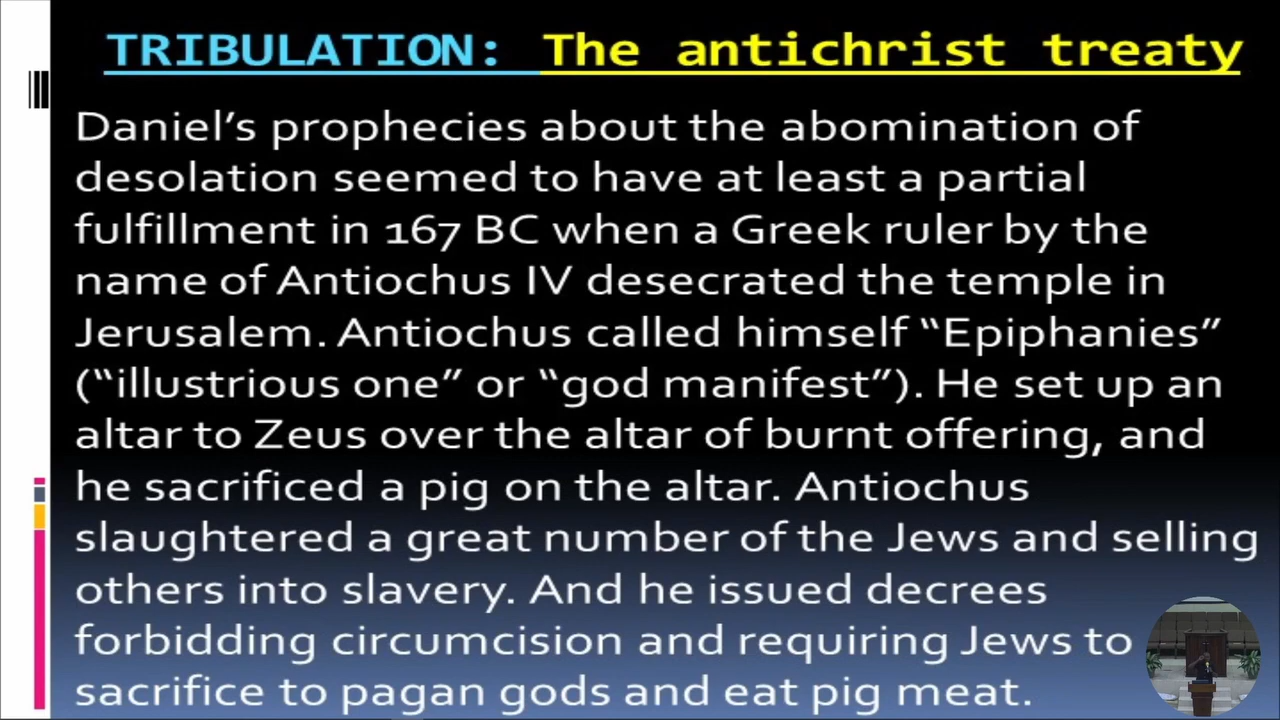 TRIBULATION: The antichrist treaty
Daniel’s prophecies about the abomination of
desolation seemed to have at least a partial
fulfillment in 167 BC when a Greek ruler by the
name of Antiochus IV desecrated the temple in
Jerusalem. Antiochus called himself “Epiphanies”
(“illustrious one” or “god manifest”). He set up an
altar to Zeus over the altar of burnt offering, and
he sacrificed a pig on the altar. Antiochus
slaughtered a great number of the Jews and selling
others into slavery. And he issued decrees
forbidding circumcision and requiring Jews to
sacrifice to pagan gods and eat pig meat.